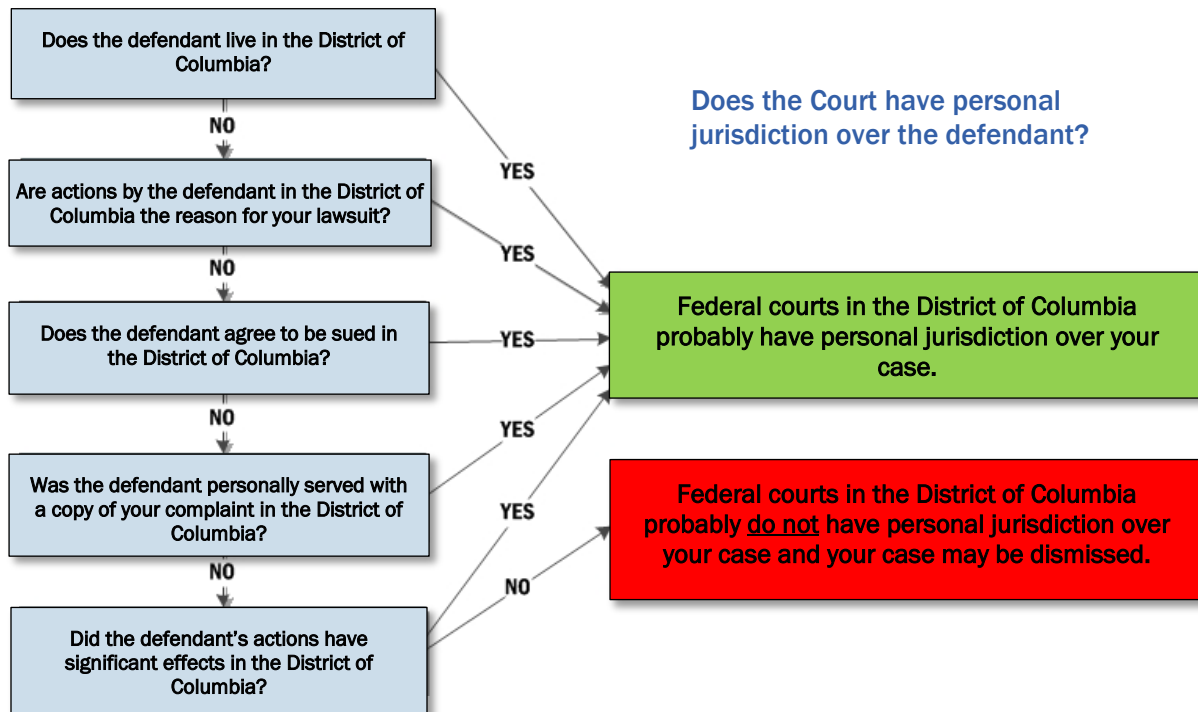 Does the Court have personal
jurisdiction over the defendant?
Does the defendant live in the District of
Columbia?
NO
YES
Are actions by the defendant in the District of
Columbia the reason for your lawsuit?
NO
YES
Does the defendant agree to be sued in
the District of Columbia?
NO
YES
Was the defendant personally served with
a copy of your complaint in the District of
Columbia?
NO
YES
Did the defendant’s actions have
significant effects in the District of
Columbia?
YES
NO
Federal courts in the District of Columbia
probably have personal jurisdiction over your
case.
Federal courts in the District of Columbia
probably do not have personal jurisdiction over
your case and your case may be dismissed.